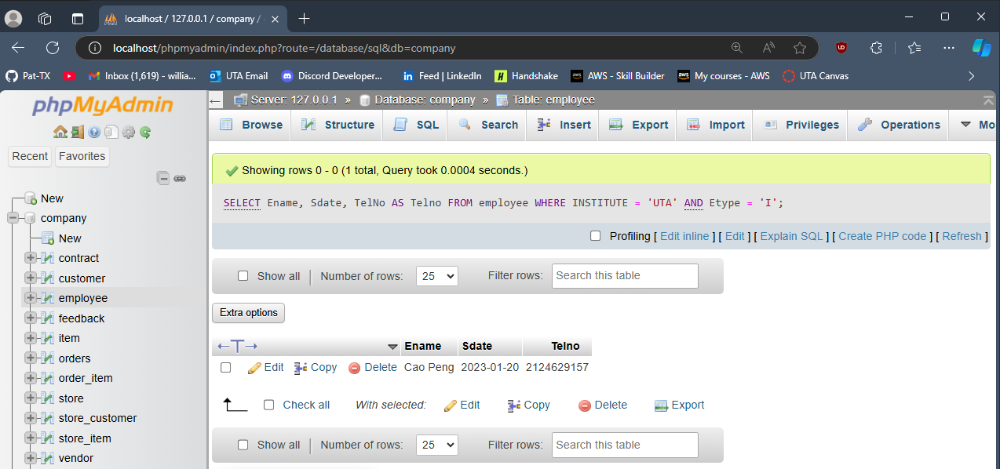 localhost / 127.0.0.1 / company /
localhost/phpmyadmin/index.php?route=/database/sql&db=company
Pat-TX
Inbox (1,619) - willia...
UTA Email
Discord Developer...
Feed | LinkedIn
Handshake
AWS - Skill Builder
My courses - AWS
UTA Canvas
phpMyAdmin
Recent
Favorites
New
company
New
contract
customer
employee
feedback
item
orders
order_item
store
store_customer
store_item
vendor
Server: 127.0.0.1 » Database: company » Table: employee
Browse
Structure
SQL
Search
Insert
Export
Import
Privileges
Operations
Mo
Showing rows 0 - 0 (1 total, Query took 0.0004 seconds.)
SELECT Ename, Sdate, TelNo AS Telno FROM employee WHERE INSTITUTE = 'UTA' AND Etype = 'I';
Profiling [ Edit inline ] [ Edit ] [ Explain SQL ] [ Create PHP code ] [ Refresh ]
Show all | Number of rows: 25 Filter rows: Search this table
Extra options
←T→ Ename Sdate Telno
Edit Copy Delete Cao Peng 2023-01-20 2124629157
Check all With selected: Edit Copy Delete Export
Show all | Number of rows: 25 Filter rows: Search this table